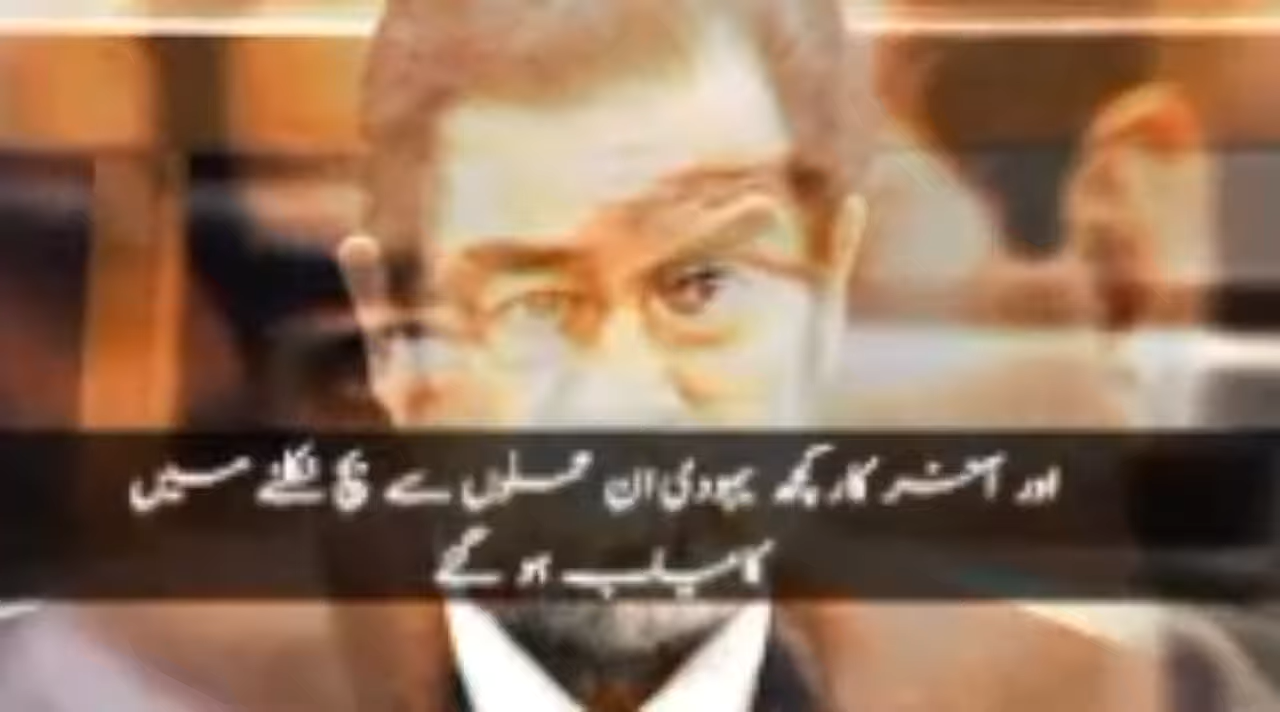 اور آخر کار کچھ یہودی ان حملوں سے بچ نکلنے میں
کامیاب ہو گئے